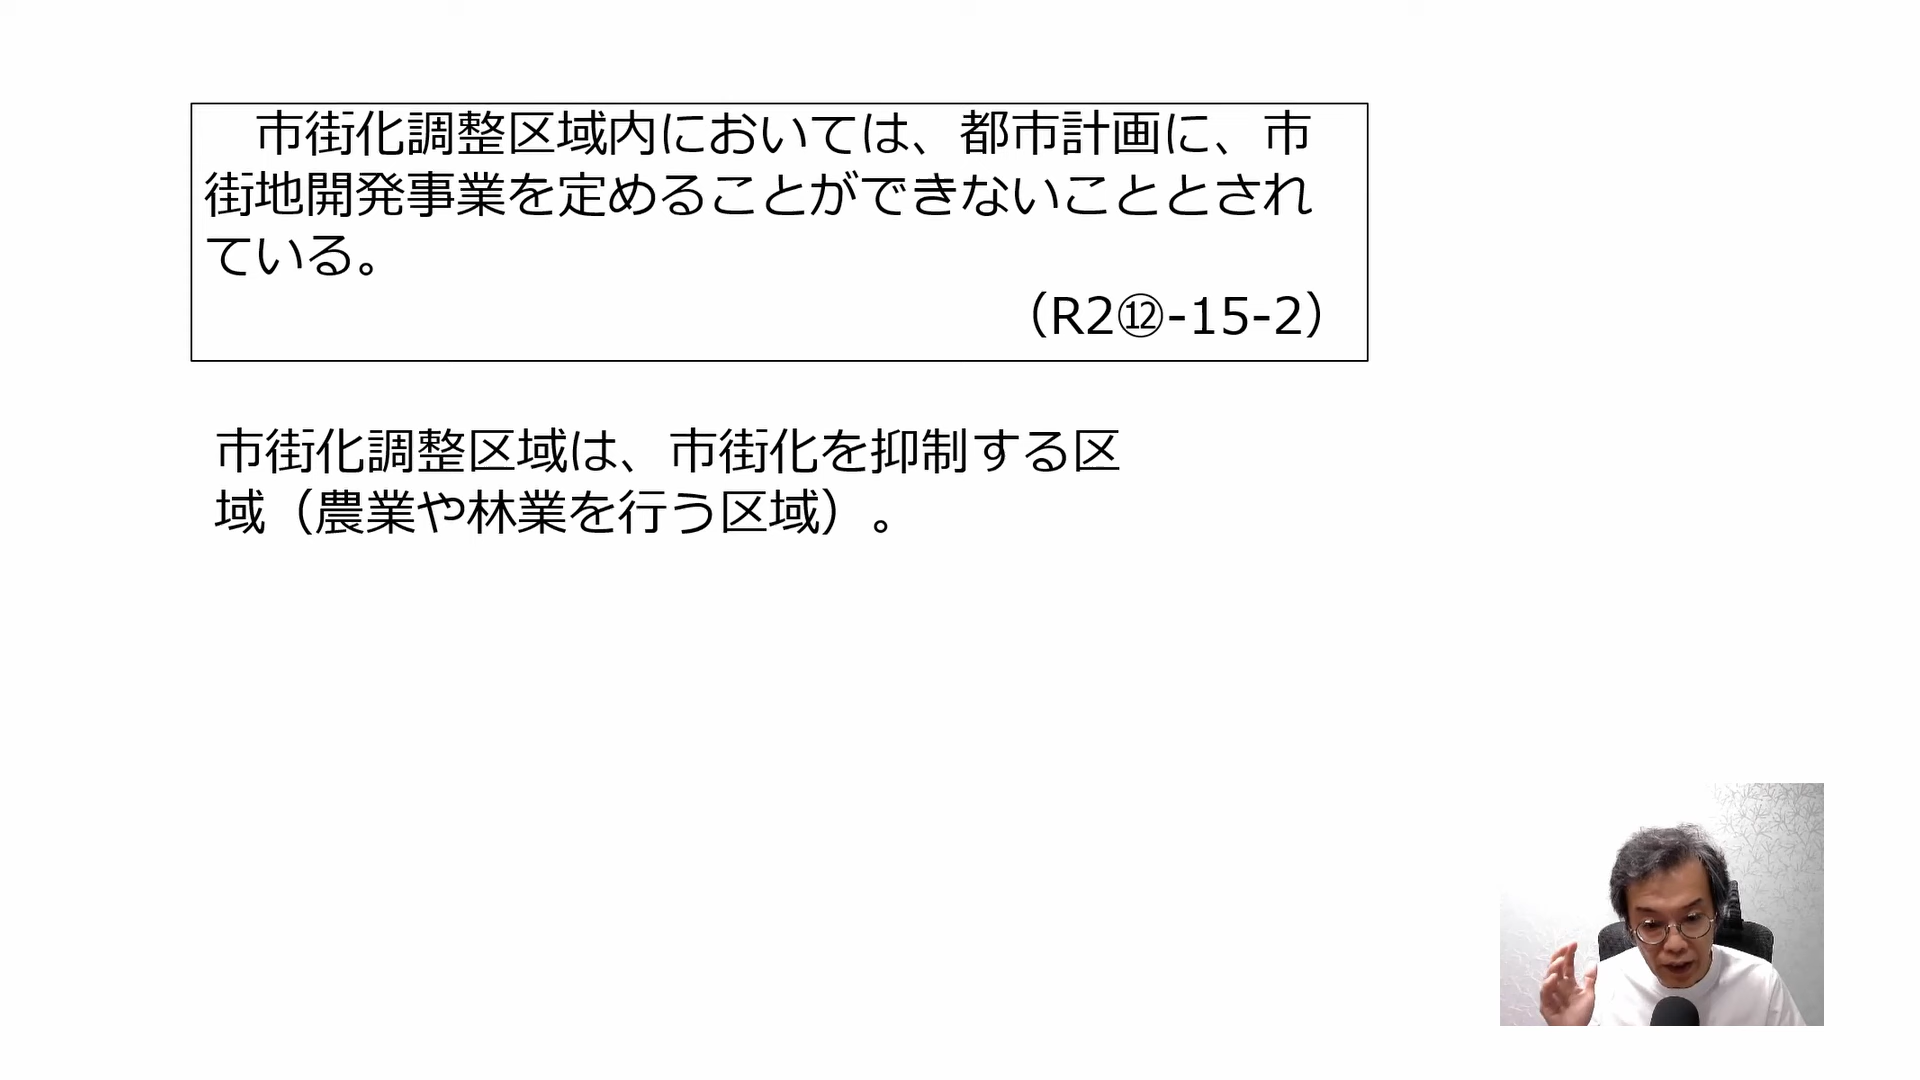 市街化調整区域内においては、都市計画に、市
街地開発事業を定めることができないこととされ
ている。
（R2⑫-15-2）
市街化調整区域は、市街化を抑制する区
域（農業や林業を行う区域）。